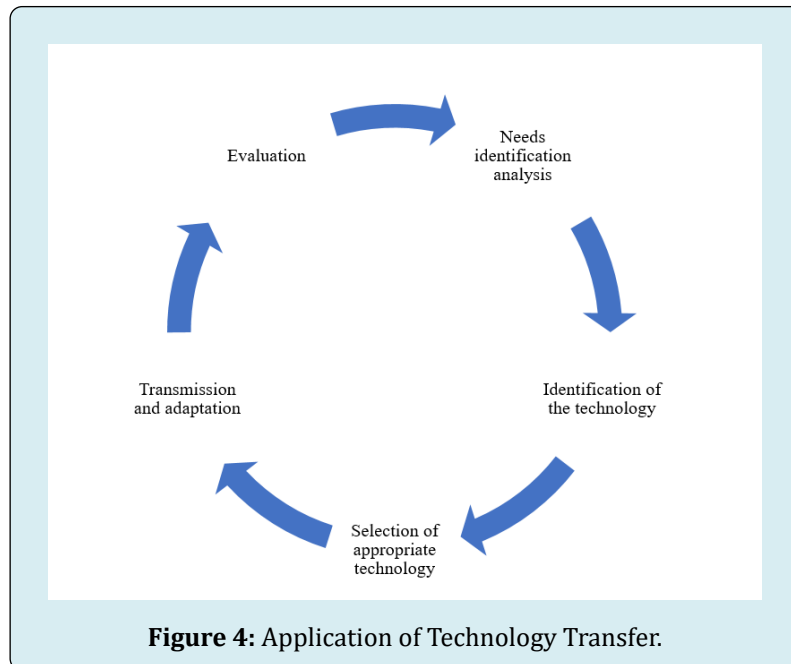 Evaluation
Needs
identification
analysis
Identification of
the technology
Selection of
appropriate
technology
Transmission
and adaptation
Figure 4: Application of Technology Transfer.